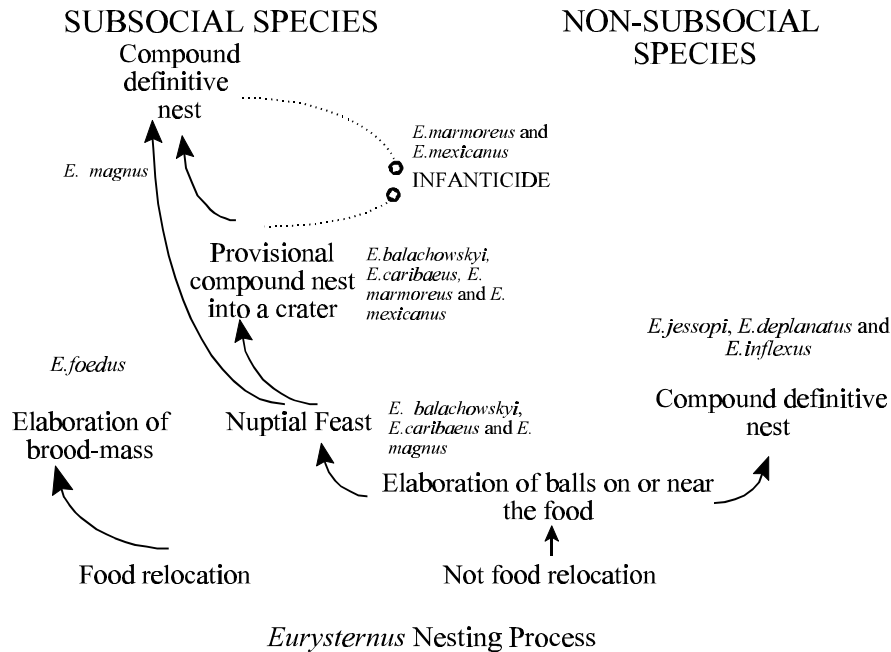 SUBSOCIAL SPECIES
NON-SUBSOCIAL
SPECIES
Compound
definitive
nest
E. magnus
E.marmoreus and
E.mexicanus
INFANTICIDE
Provisional
compound nest
into a crater
E.balachowskyi,
E.caribaeus, E.
marmoreus and E.
mexicanus
E.jessopi, E.deplanatus and
E.inflexus
E.foedus
Compound definitive
nest
Elaboration of
brood-mass
Nuptial Feast
E. balachowskyi,
E.caribaeus and E.
magnus
Elaboration of balls on or near
the food
Food relocation
Not food relocation
Eurysternus Nesting Process